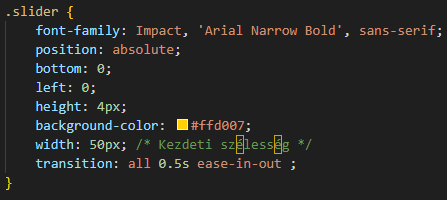 .slider {
font-family: Impact, 'Arial Narrow Bold', sans-serif;
position: absolute;
bottom: 0;
left: 0;
height: 4px;
background-color: #ffd007;
width: 50px; /* Kezdeti szélesség */
transition: all 0.5s ease-in-out ;
}